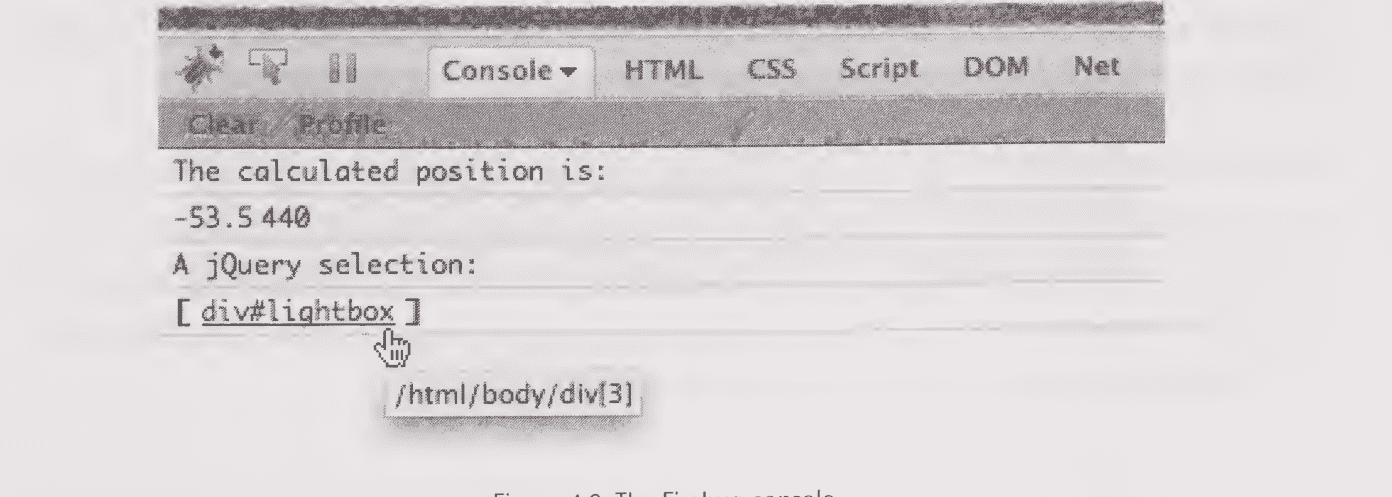 Console HTML CSS Script DOM Net
Clear Profile
The calculated position is:
-53.5 440
A jQuery selection:
[ div#lightbox ]
/html/body/div[3]
console